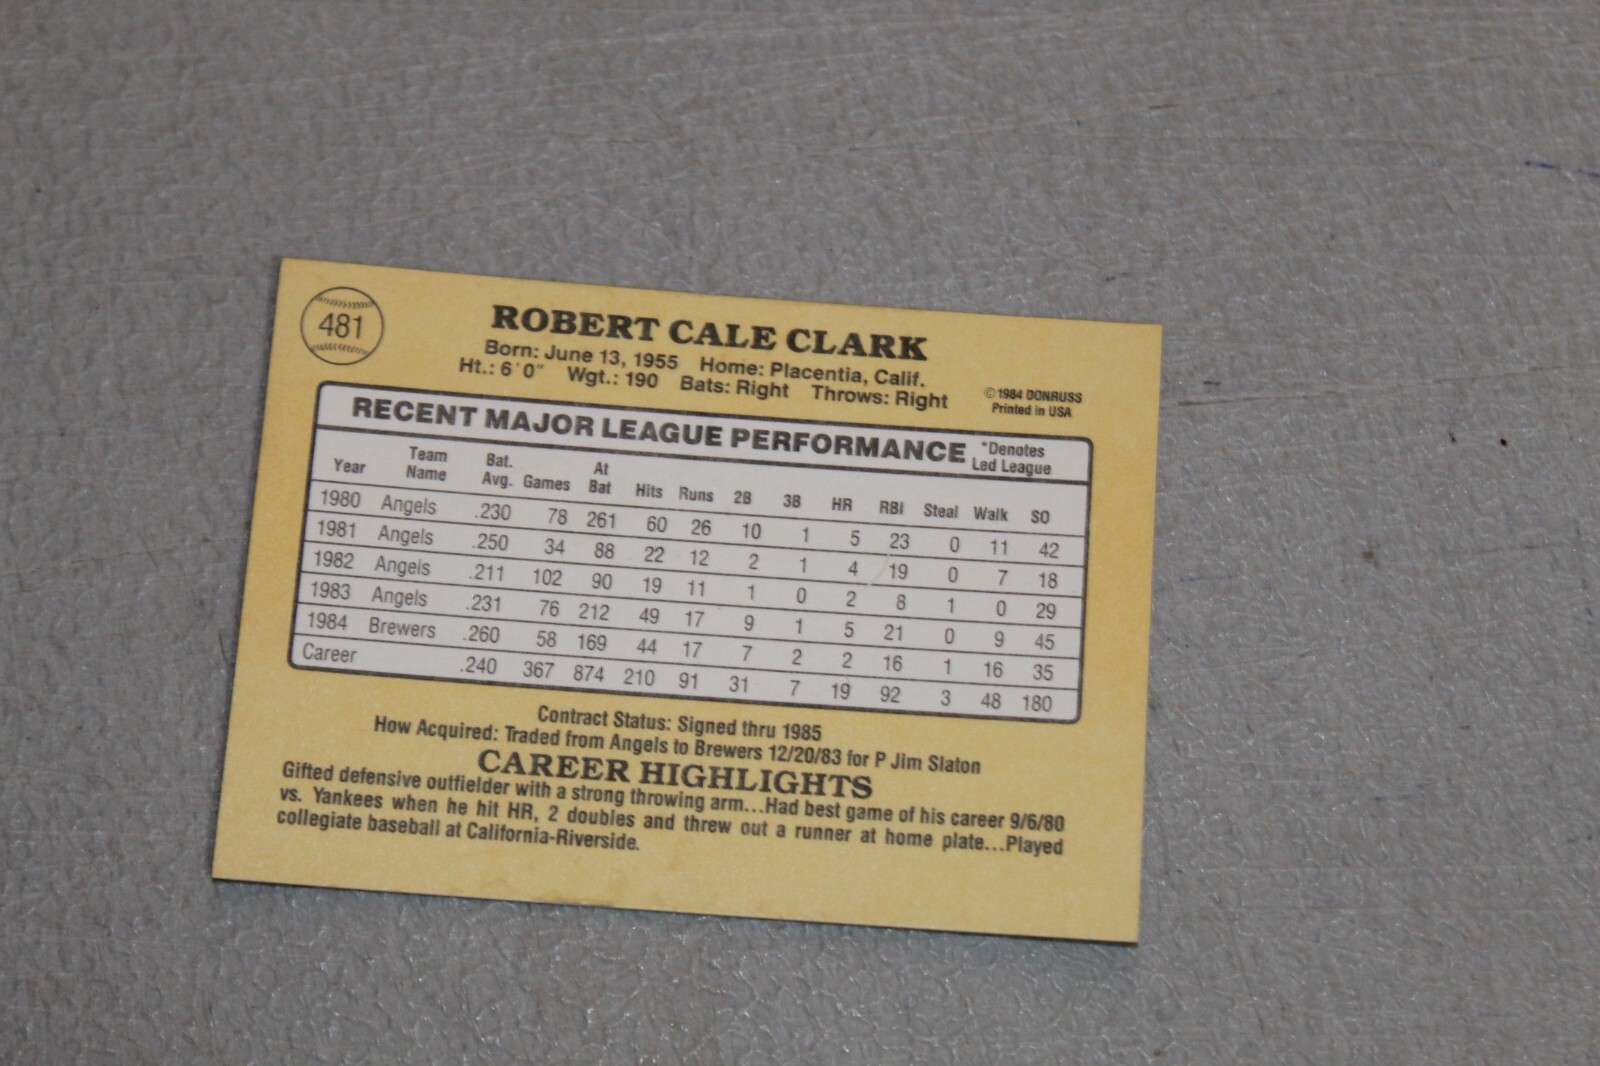 481
ROBERT CALE CLARK
Born: June 13, 1955 Home: Placentia, Calif.
Ht.: 6'0" Wgt.: 190 Bats: Right Throws: Right
© 1984 DONRUSS
Printed in USA
RECENT MAJOR LEAGUE PERFORMANCE *Denotes
Led League
Year Team Name Bat. Avg. Games At Bat Hits Runs 2B 3B HR RBI Steal Walk SO
1980 Angels .230 78 261 60 26 10 1 5 23 0 11 42
1981 Angels .250 34 88 22 12 2 1 4 19 0 7 18
1982 Angels .211 102 90 19 11 1 0 2 8 1 0 29
1983 Angels .231 76 212 49 17 9 1 5 21 0 9 45
1984 Brewers .260 58 169 44 17 7 2 2 16 1 16 35
Career .240 367 874 210 91 31 7 19 92 3 48 180
Contract Status: Signed thru 1985
How Acquired: Traded from Angels to Brewers 12/20/83 for P Jim Slaton
CAREER HIGHLIGHTS
Gifted defensive outfielder with a strong throwing arm...Had best game of his career 9/6/80
vs. Yankees when he hit HR, 2 doubles and threw out a runner at home plate...Played
collegiate baseball at California-Riverside.